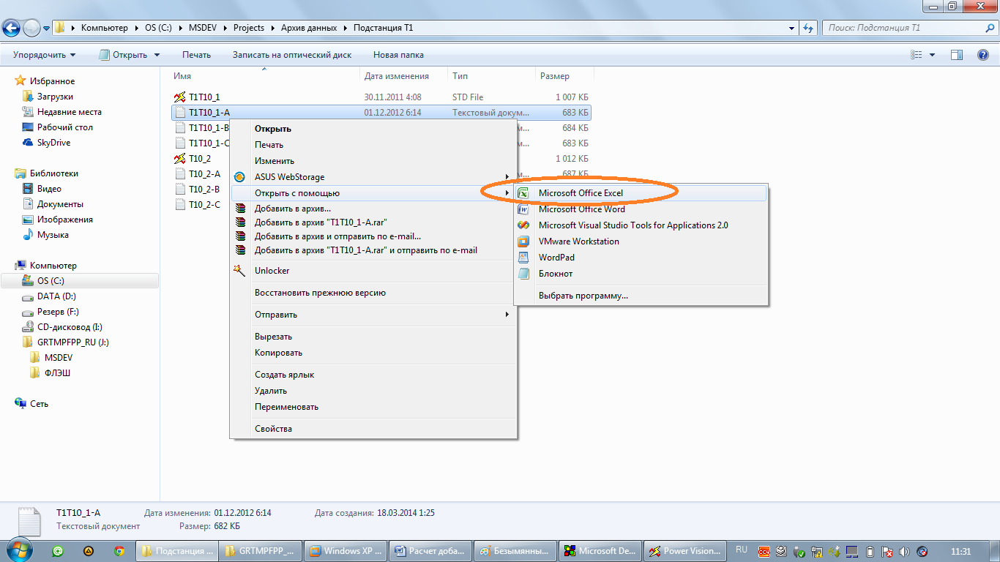 Компьютер OS (C:) MSDEV Projects Архив данных Подстанция Т1 Поиск: Подстанция Т1
Упорядочить Открыть Печать Записать на оптический диск Новая папка
Имя Дата изменения Тип Размер
Избранное
Загрузки
Недавние места
Рабочий стол
SkyDrive
Библиотеки
Видео
Документы
Изображения
Музыка
Компьютер
OS (C:)
DATA (D:)
Резерв (F:)
CD-дисковод (I:)
GRTMPFPP_RU (J:)
MSDEV
ФЛЭШ
Сеть
T1T10_1 30.11.2011 4:08 STD File 1 007 КБ
T1T10_1-A 01.12.2012 6:14 Текстовый докум... 683 КБ
T1T10_1-B м... 684 КБ
T1T10_1-C м... 683 КБ
T10_2 1 012 КБ
T10_2-A м... 687 КБ
T10_2-B
T10_2-C
Открыть
Печать
Изменить
ASUS WebStorage
Открыть с помощью
Добавить в архив...
Добавить в архив "T1T10_1-A.rar"
Добавить в архив и отправить по e-mail...
Добавить в архив "T1T10_1-A.rar" и отправить по e-mail
Unlocker
Восстановить прежнюю версию
Отправить
Вырезать
Копировать
Создать ярлык
Удалить
Переименовать
Свойства
Microsoft Office Excel
Microsoft Office Word
Microsoft Visual Studio Tools for Applications 2.0
VMware Workstation
WordPad
Блокнот
Выбрать программу...
T1T10_1-A Дата изменения: 01.12.2012 6:14 Дата создания: 18.03.2014 1:25
Текстовый документ Размер: 682 КБ
Подстанция ... GRTMPFPP_... Windows XP ... Расчет доба... Безымянны... Microsoft De... Power Vision... RU 11:31